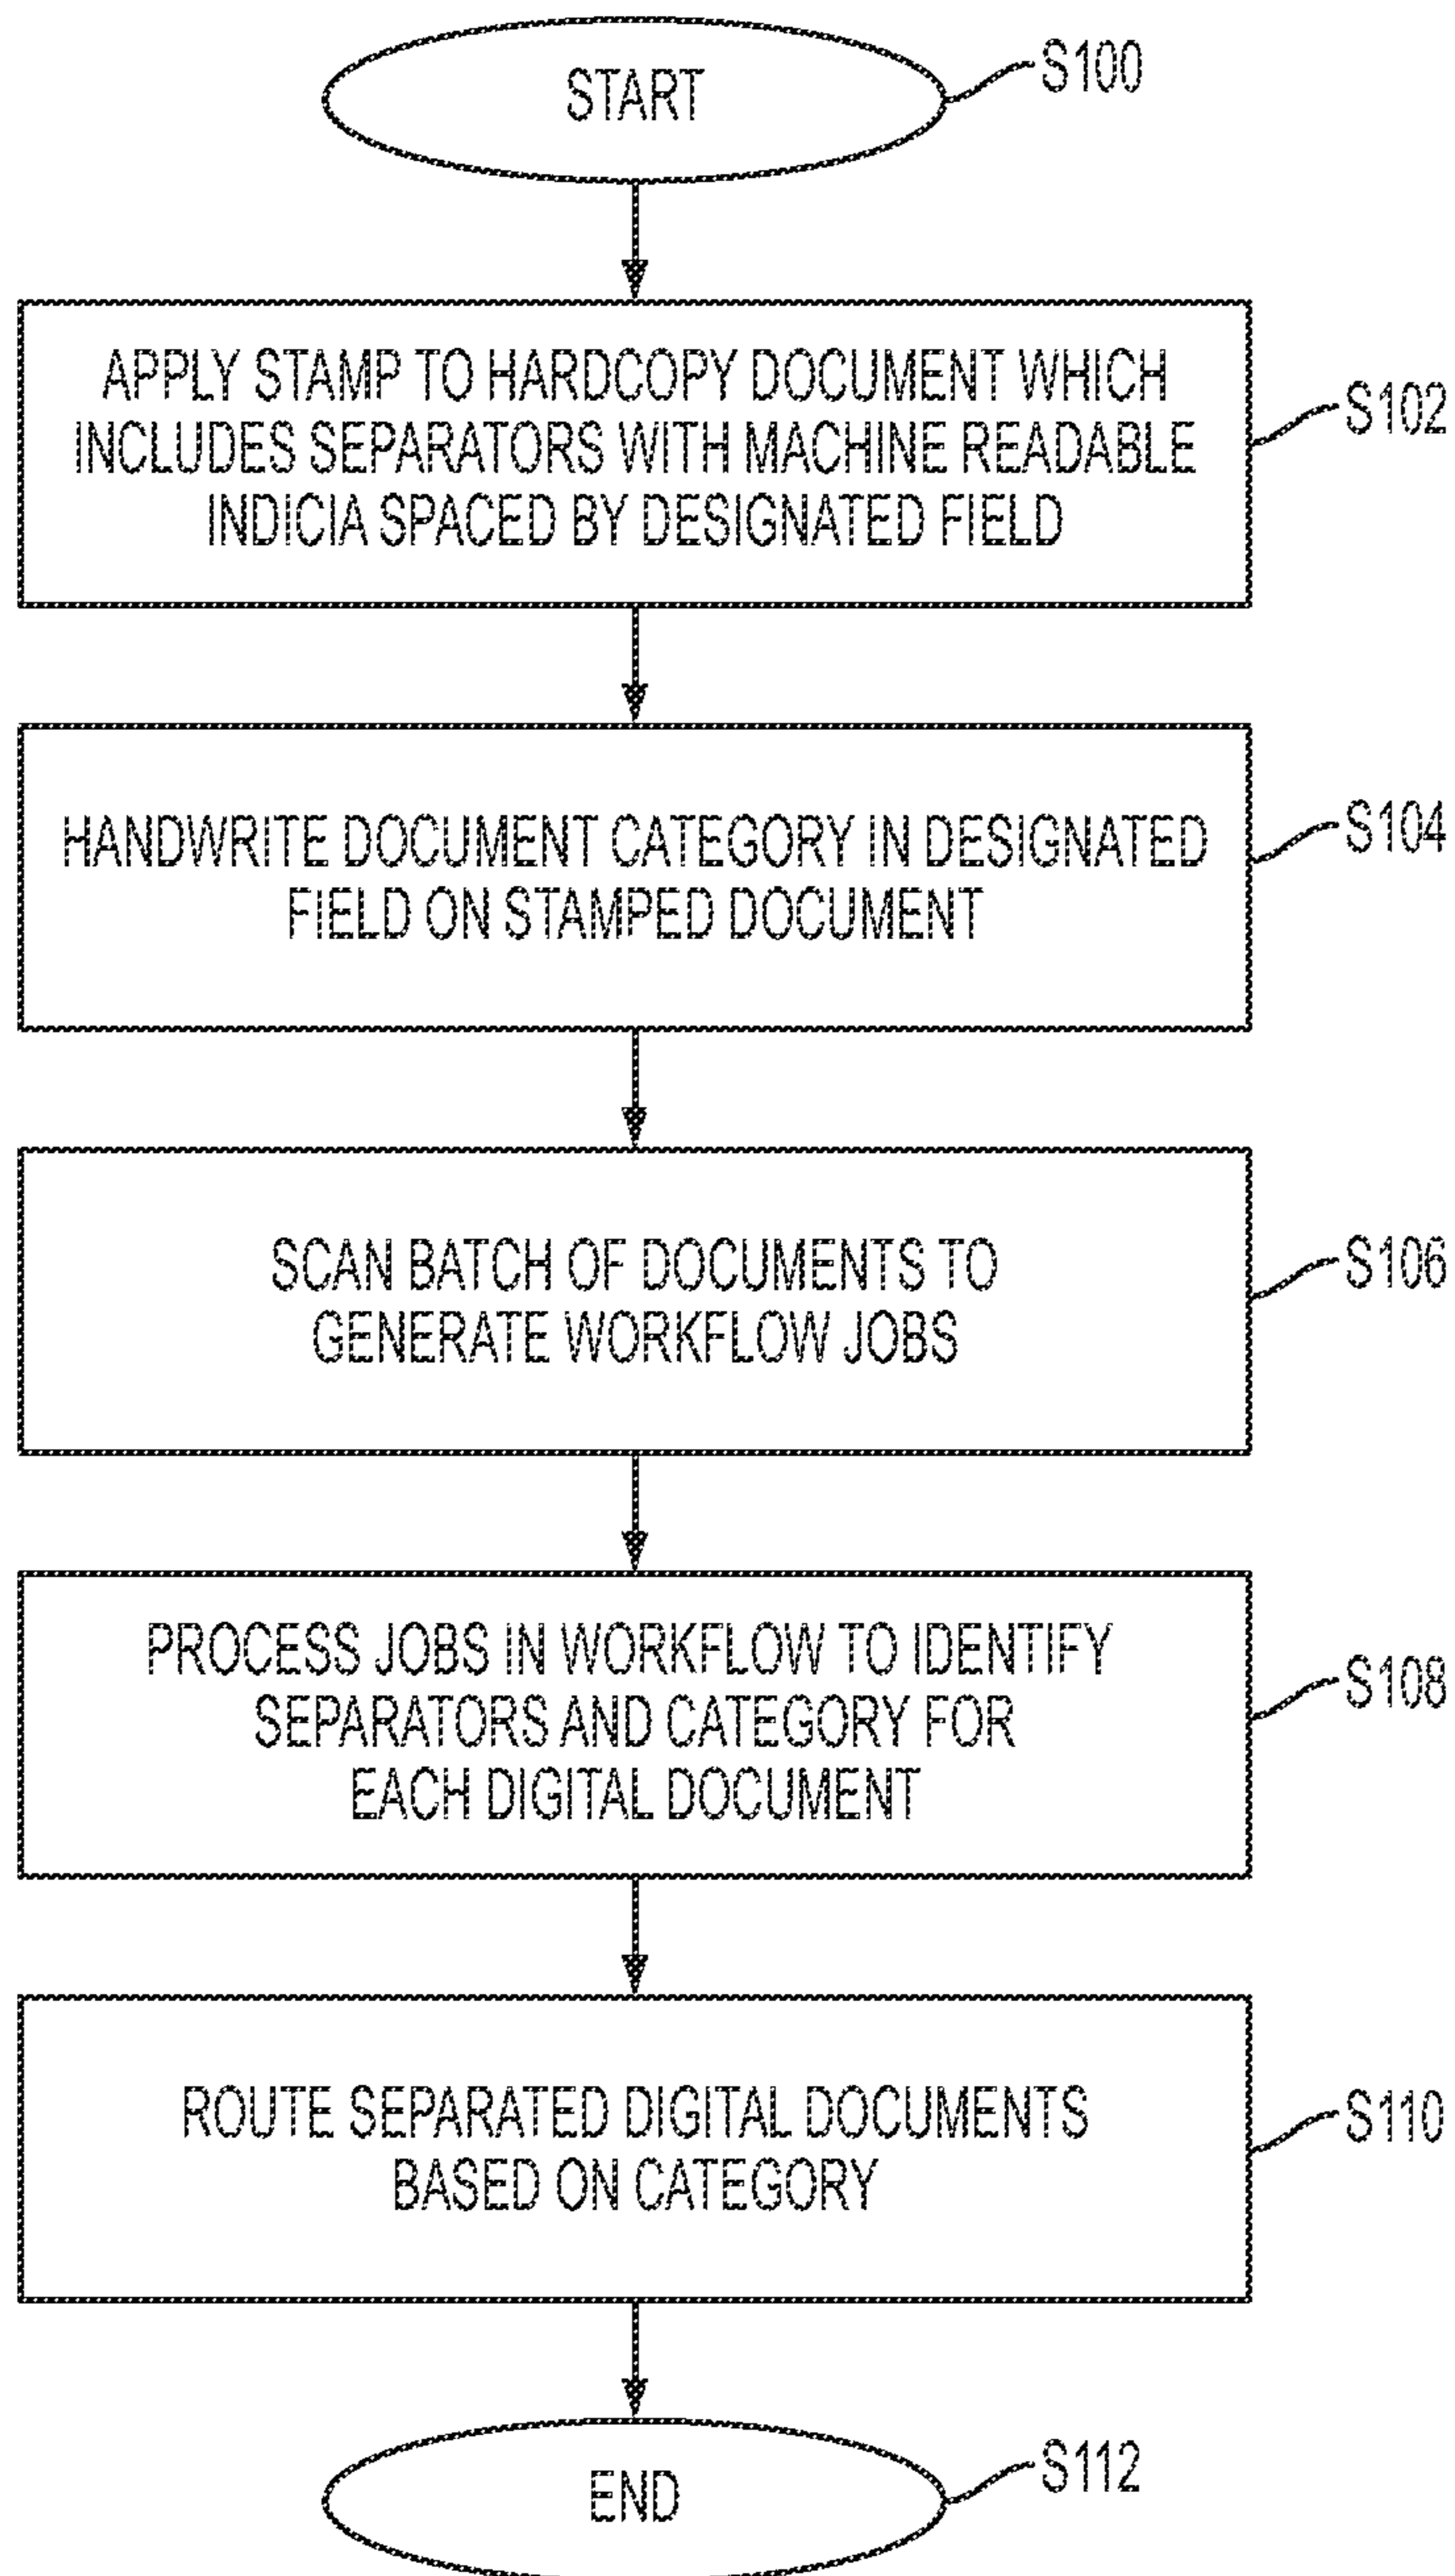 START
S100
APPLY STAMP TO HARDCOPY DOCUMENT WHICH
INCLUDES SEPARATORS WITH MACHINE READABLE
INDICIA SPACED BY DESIGNATED FIELD
S102
HANDWRITE DOCUMENT CATEGORY IN DESIGNATED
FIELD ON STAMPED DOCUMENT
S104
SCAN BATCH OF DOCUMENTS TO
GENERATE WORKFLOW JOBS
S106
PROCESS JOBS IN WORKFLOW TO IDENTIFY
SEPARATORS AND CATEGORY FOR
EACH DIGITAL DOCUMENT
S108
ROUTE SEPARATED DIGITAL DOCUMENTS
BASED ON CATEGORY
S110
END
S112